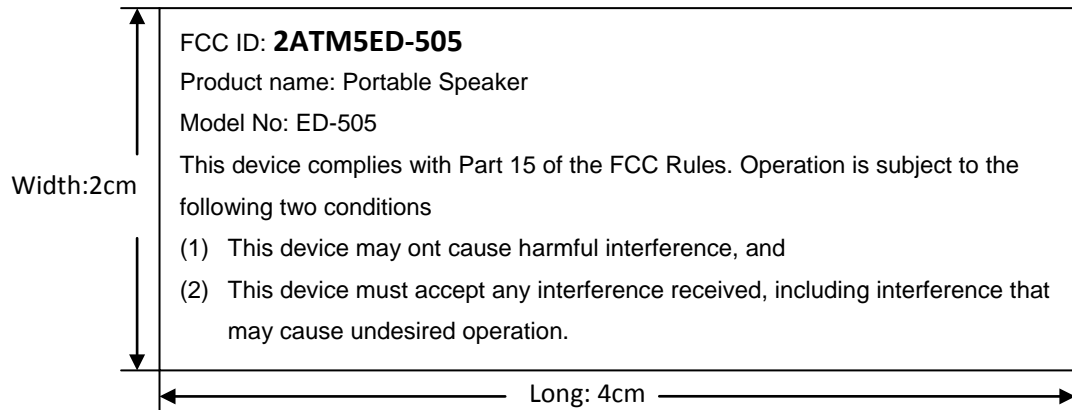 FCC ID: 2ATM5ED-505
Product name: Portable Speaker
Model No: ED-505
This device complies with Part 15 of the FCC Rules. Operation is subject to the
following two conditions
(1) This device may ont cause harmful interference, and
(2) This device must accept any interference received, including interference that
may cause undesired operation.
Width:2cm
Long: 4cm